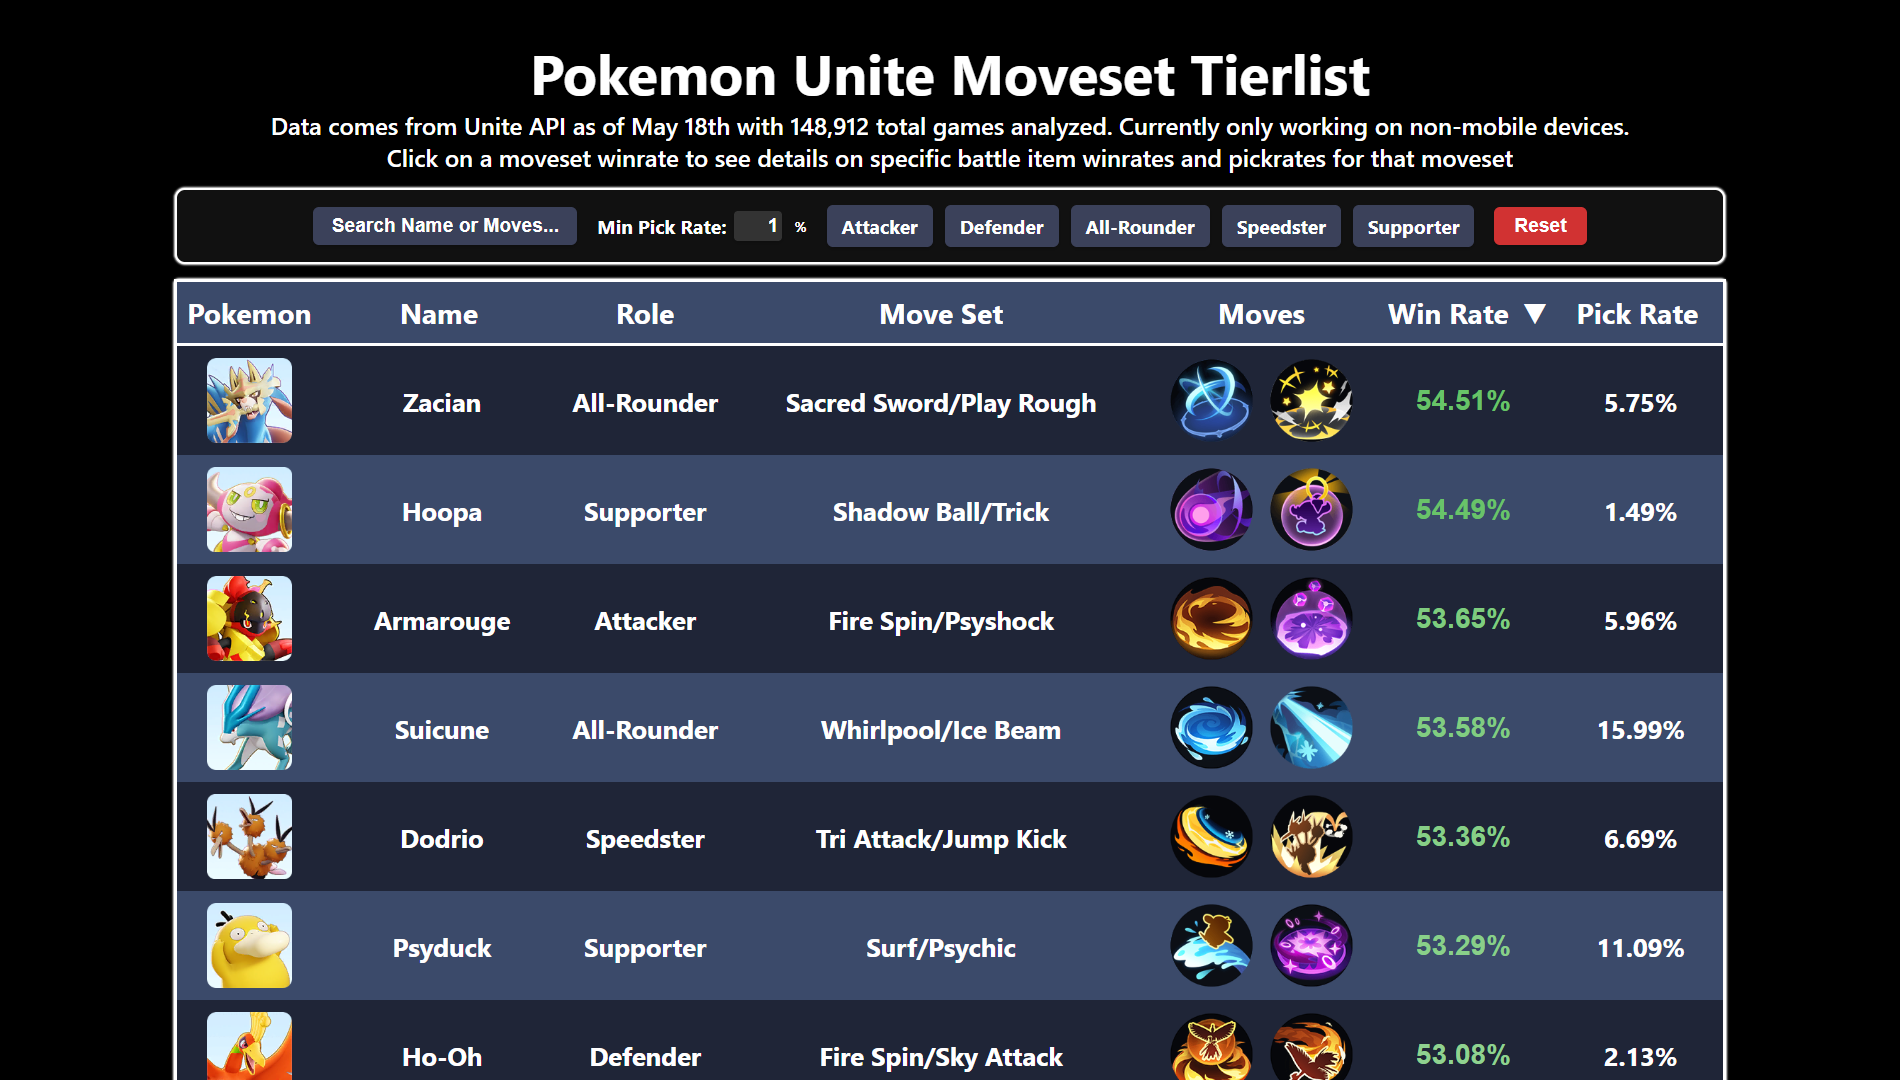 Pokemon Unite Moveset Tierlist
Data comes from Unite API as of May 18th with 148,912 total games analyzed. Currently only working on non-mobile devices.
Click on a moveset winrate to see details on specific battle item winrates and pickrates for that moveset
Search Name or Moves... Min Pick Rate: 1 % Attacker Defender All-Rounder Speedster Supporter Reset
Pokemon Name Role Move Set Moves Win Rate ▼ Pick Rate
Zacian All-Rounder Sacred Sword/Play Rough 54.51% 5.75%
Hoopa Supporter Shadow Ball/Trick 54.49% 1.49%
Armarouge Attacker Fire Spin/Psyshock 53.65% 5.96%
Suicune All-Rounder Whirlpool/Ice Beam 53.58% 15.99%
Dodrio Speedster Tri Attack/Jump Kick 53.36% 6.69%
Psyduck Supporter Surf/Psychic 53.29% 11.09%
Ho-Oh Defender Fire Spin/Sky Attack 53.08% 2.13%